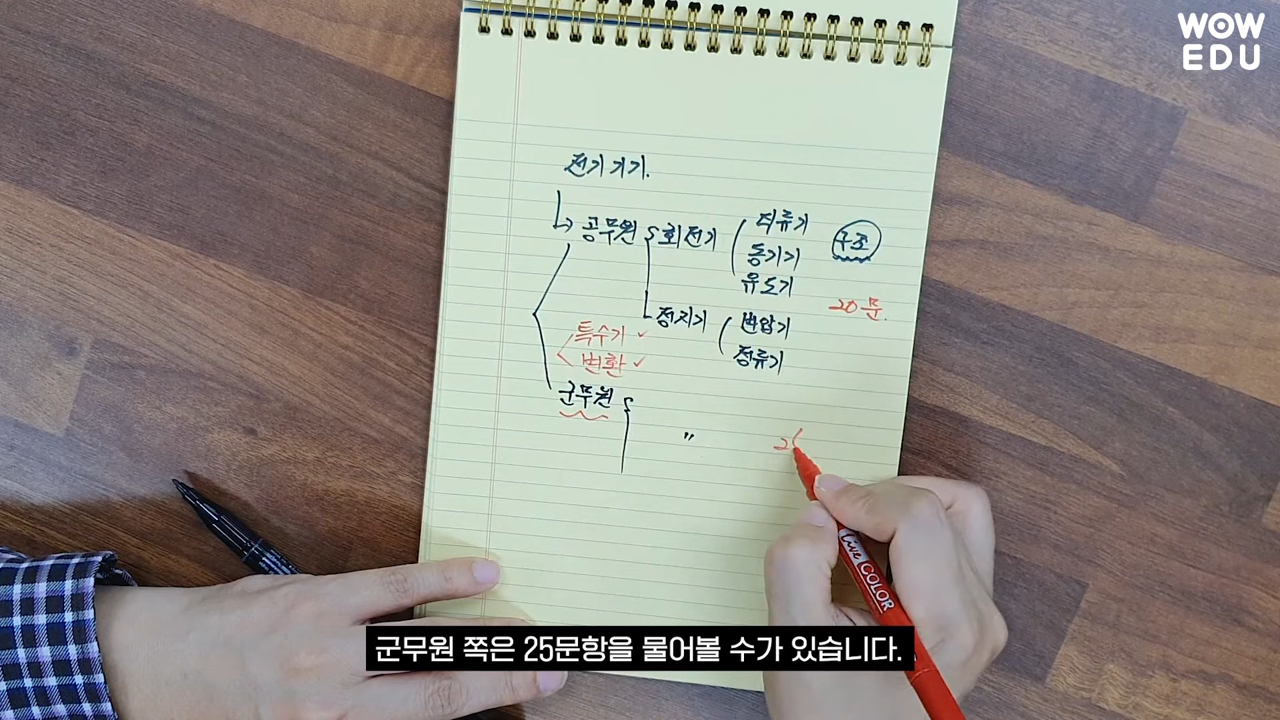 WOW
EDU
전기기기.
공무원 회전기 직류기 구조
동기기
유도기
20문.
정지기 변압기
특수기 ✓
변환 ✓ 정류기
군무원
〃 2
Live COLOR
군무원 쪽은 25문항을 물어볼 수가 있습니다.